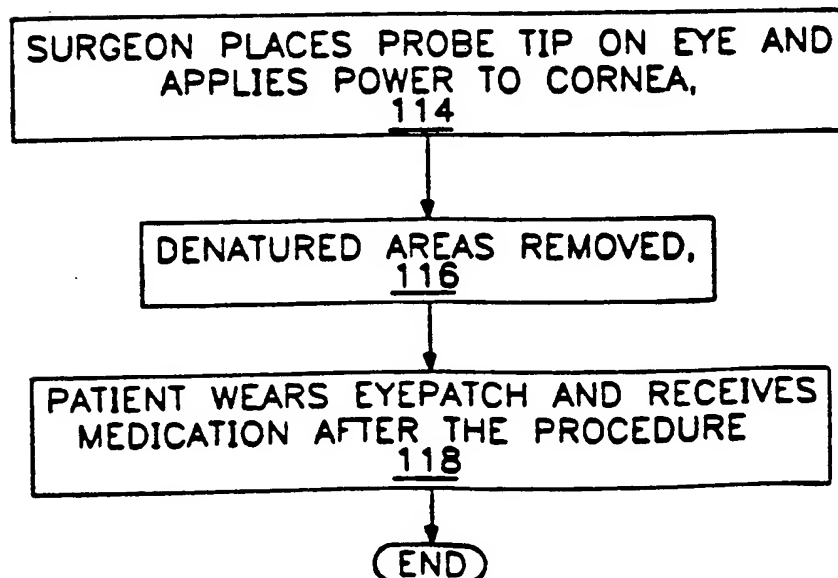 SURGEON PLACES PROBE TIP ON EYE AND
APPLIES POWER TO CORNEA.
114
DENATURED AREAS REMOVED.
116
PATIENT WEARS EYEPATCH AND RECEIVES
MEDICATION AFTER THE PROCEDURE
118
END